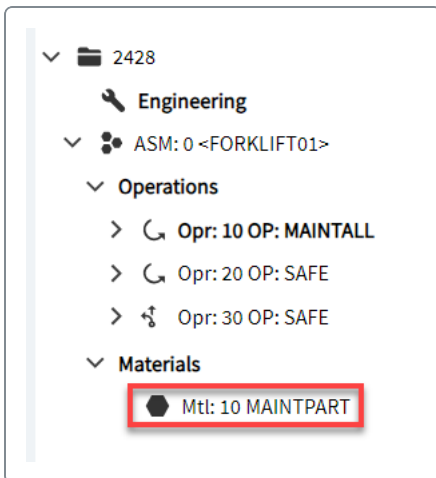 2428
Engineering
ASM: 0 <FORKLIFT01>
Operations
Opr: 10 OP: MAINTALL
Opr: 20 OP: SAFE
Opr: 30 OP: SAFE
Materials
Mtl: 10 MAINTPART